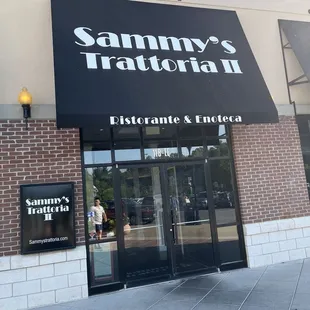 Sammy's
Trattoria II
Ristorante & Enoteca
Sammy's
Trattoria
II
Sammystrattoria.com